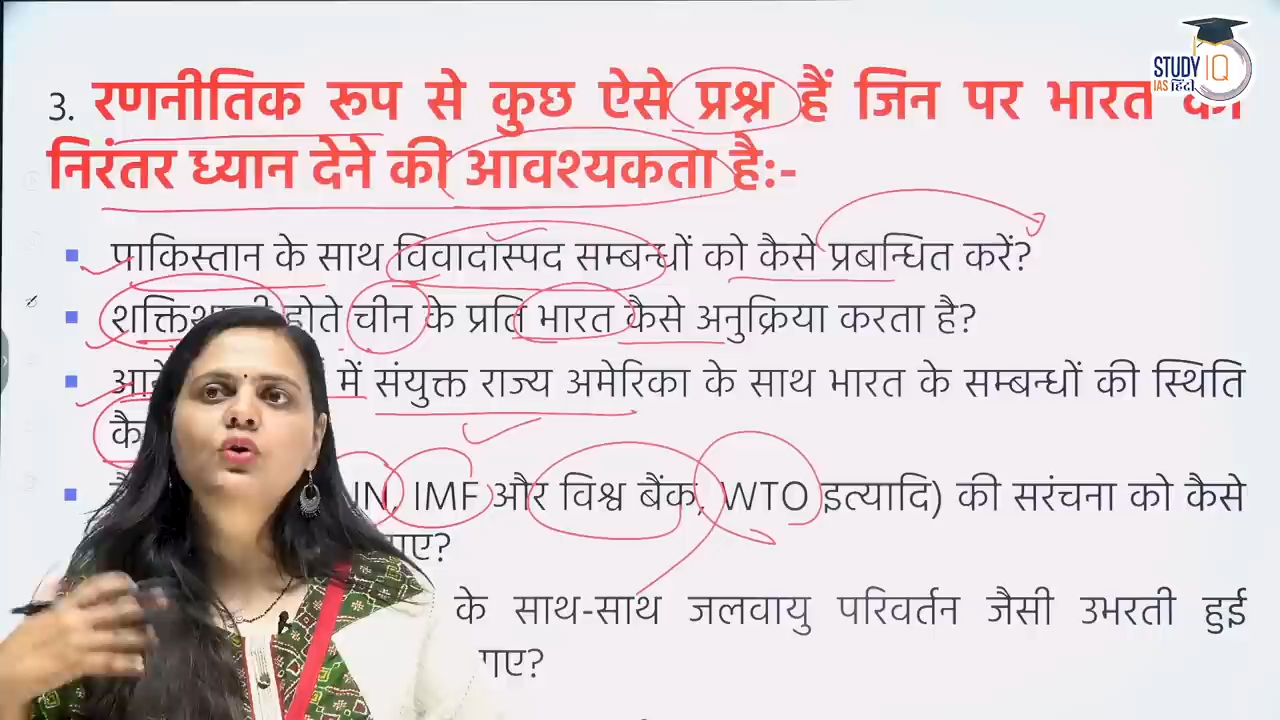 STUDY IQ
IAS हिंदी
3. रणनीतिक रूप से कुछ ऐसे प्रश्न हैं जिन पर भारत
निरंतर ध्यान देने की आवश्यकता है:-
पाकिस्तान के साथ विवादास्पद सम्बन्धों को कैसे प्रबन्धित करें?
होते चीन के प्रति भारत कैसे अनुक्रिया करता है?
में संयुक्त राज्य अमेरिका के साथ भारत के सम्बन्धों की स्थिति
IMF और विश्व बैंक, WTO इत्यादि) की सरंचना को कैसे
के साथ-साथ जलवायु परिवर्तन जैसी उभरती हुई